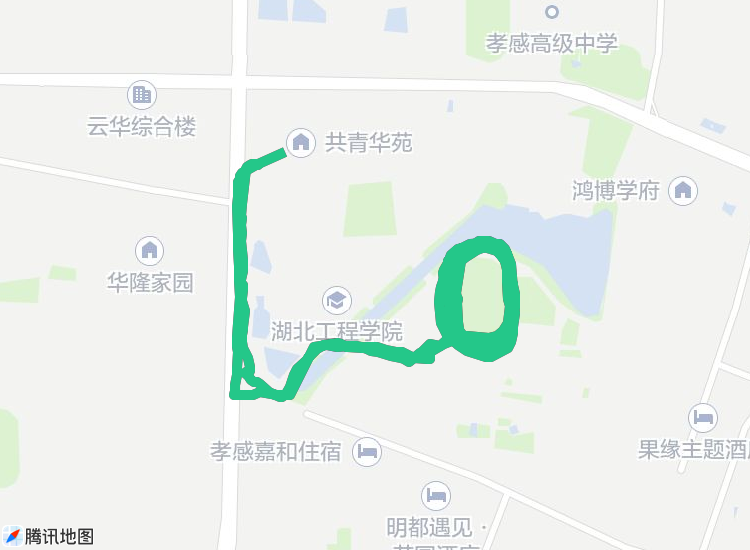 孝感高级中学
云华综合楼
共青华苑
鸿博学府
华隆家园
湖北工程学院
果缘主题酒店
孝感嘉和住宿
明都遇见·
腾讯地图